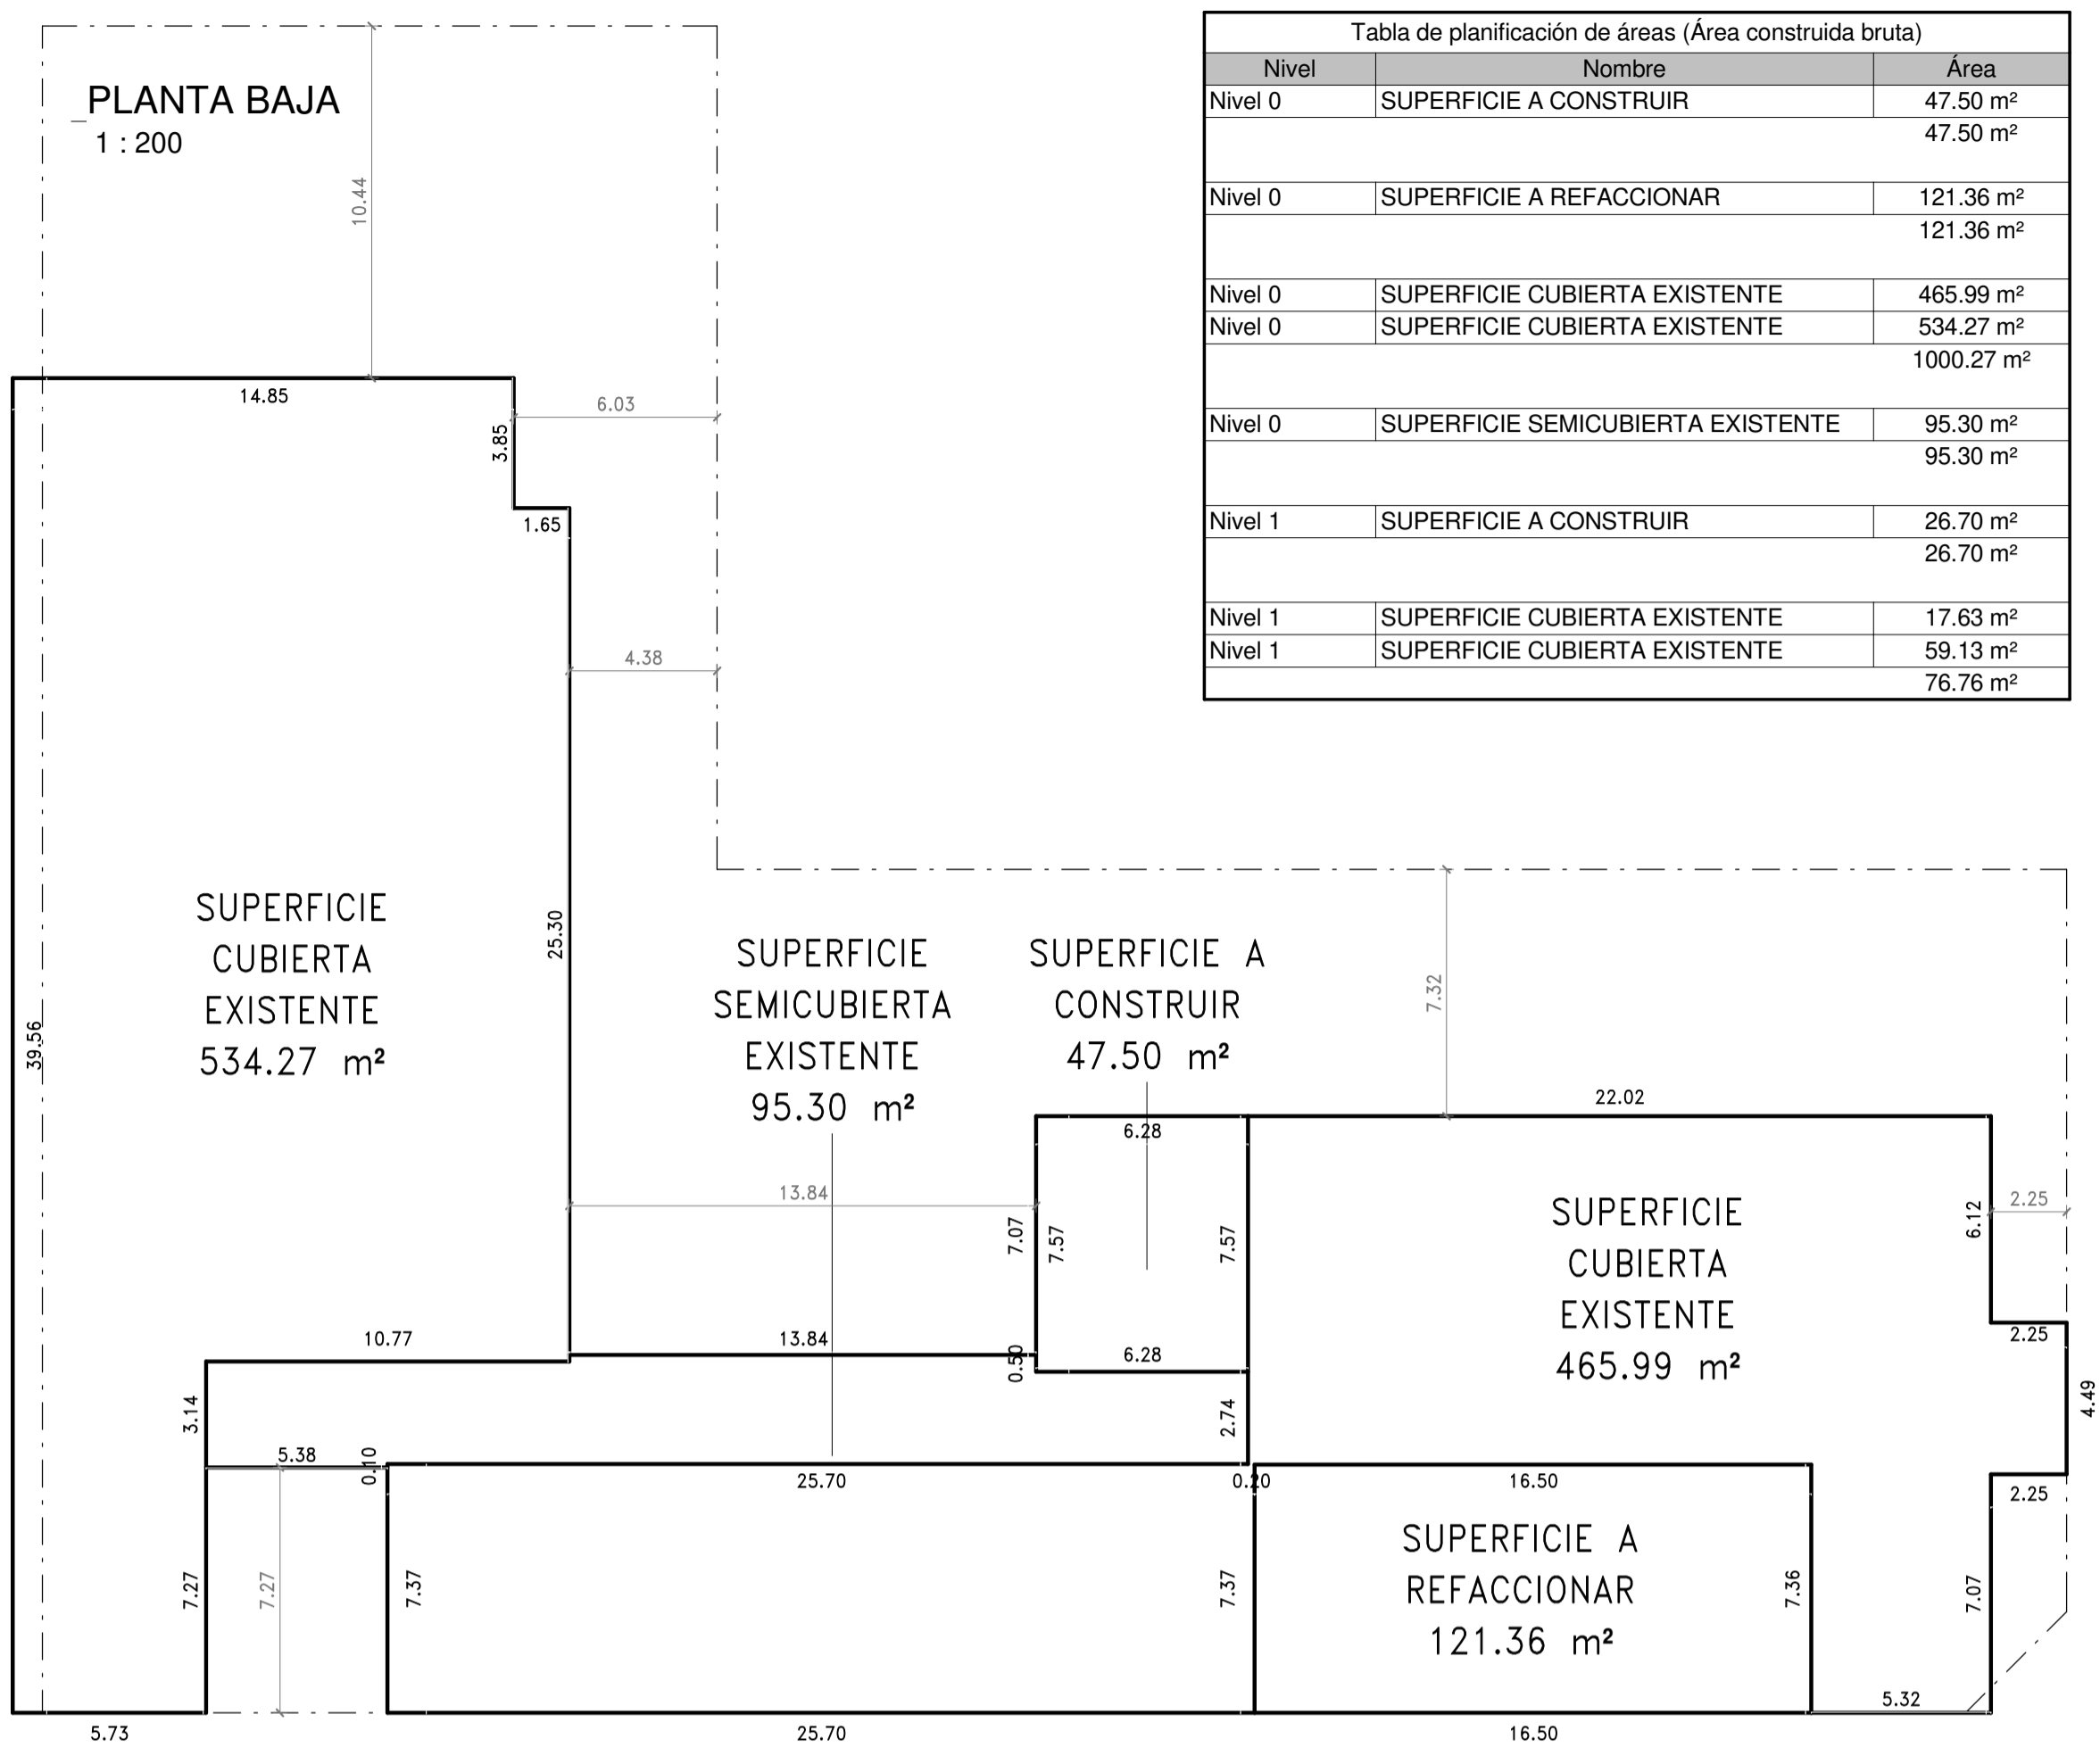 _PLANTA BAJA
1 : 200
Tabla de planificación de áreas (Área construida bruta)
Nivel Nombre Área
Nivel 0 SUPERFICIE A CONSTRUIR 47.50 m²
47.50 m²
Nivel 0 SUPERFICIE A REFACCIONAR 121.36 m²
121.36 m²
Nivel 0 SUPERFICIE CUBIERTA EXISTENTE 465.99 m²
Nivel 0 SUPERFICIE CUBIERTA EXISTENTE 534.27 m²
1000.27 m²
Nivel 0 SUPERFICIE SEMICUBIERTA EXISTENTE 95.30 m²
95.30 m²
Nivel 1 SUPERFICIE A CONSTRUIR 26.70 m²
26.70 m²
Nivel 1 SUPERFICIE CUBIERTA EXISTENTE 17.63 m²
Nivel 1 SUPERFICIE CUBIERTA EXISTENTE 59.13 m²
76.76 m²
10.44
14.85
6.03
3.85
1.65
4.38
39.56
SUPERFICIE
CUBIERTA
EXISTENTE
534.27 m²
25.30
SUPERFICIE
SEMICUBIERTA
EXISTENTE
95.30 m²
SUPERFICIE A
CONSTRUIR
47.50 m²
7.32
22.02
6.28
13.84
7.07
7.57
7.57
SUPERFICIE
CUBIERTA
EXISTENTE
465.99 m²
6.12
2.25
2.25
10.77
13.84
0.50
6.28
3.14
2.74
4.49
5.38
0.10
25.70
0.20
16.50
2.25
7.27
7.27
7.37
7.37
SUPERFICIE A
REFACCIONAR
121.36 m²
7.36
7.07
5.32
5.73
25.70
16.50